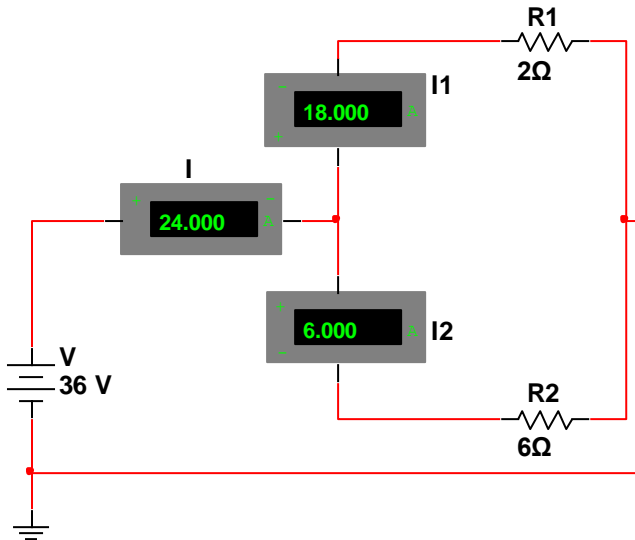 R1
2Ω
I1
−
18.000 A
+
I
+ −
24.000 A
+
6.000 A
−
I2
V
36 V
R2
6Ω